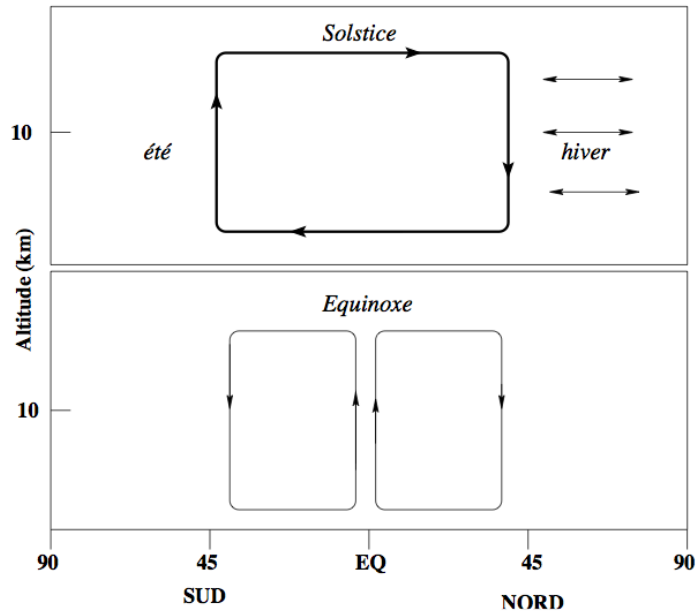 Solstice
10
été
hiver
Altitude (km)
Equinoxe
10
90
45
EQ
45
90
SUD
NORD